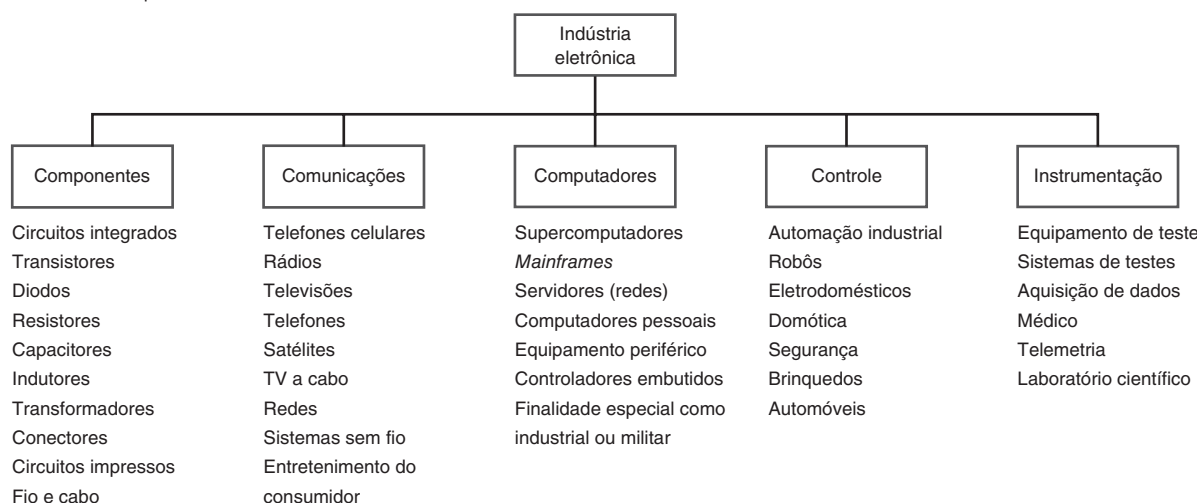 Indústria
eletrônica
Componentes
Circuitos integrados
Transistores
Diodos
Resistores
Capacitores
Indutores
Transformadores
Conectores
Circuitos impressos
Fio e cabo
Comunicações
Telefones celulares
Rádios
Televisões
Telefones
Satélites
TV a cabo
Redes
Sistemas sem fio
Entretenimento do
consumidor
Computadores
Supercomputadores
Mainframes
Servidores (redes)
Computadores pessoais
Equipamento periférico
Controladores embutidos
Finalidade especial como
industrial ou militar
Controle
Automação industrial
Robôs
Eletrodomésticos
Domótica
Segurança
Brinquedos
Automóveis
Instrumentação
Equipamento de teste
Sistemas de testes
Aquisição de dados
Médico
Telemetria
Laboratório científico